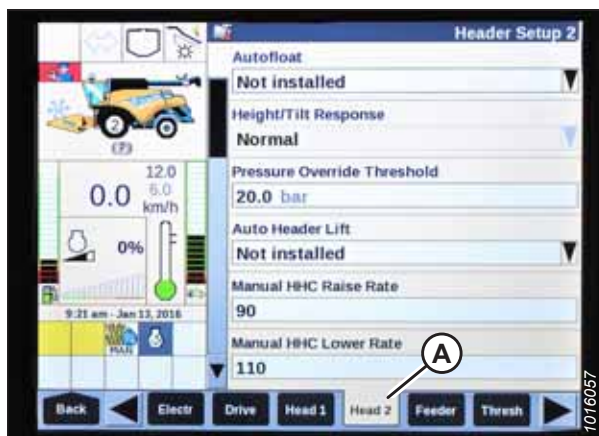 Header Setup 2
Autofloat
Not installed
Height/Tilt Response
Normal
Pressure Override Threshold
20.0 bar
Auto Header Lift
Not installed
Manual HHC Raise Rate
90
Manual HHC Lower Rate
110
2
(?)
12.0
0.0 6.0
km/h
0%
9:21 am - Jan 13, 2016
MAN
A
Back Electr Drive Head 1 Head 2 Feeder Thresh
1016057